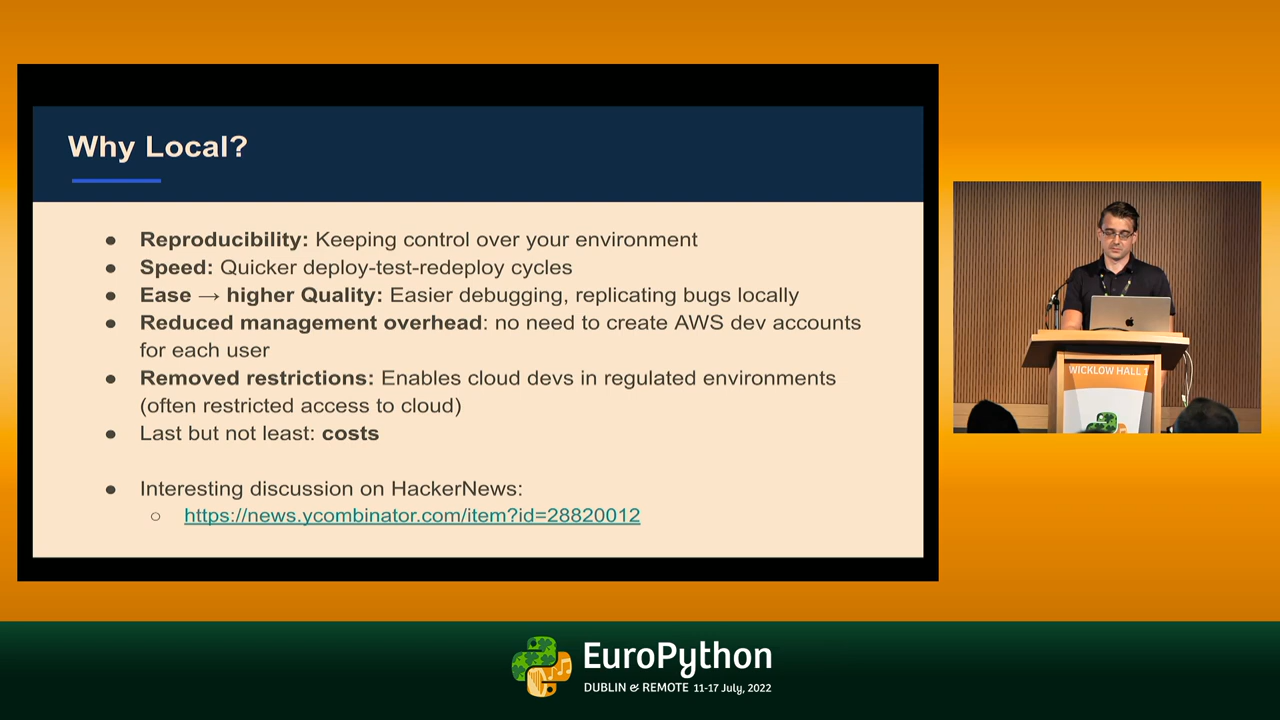 Why Local?
● Reproducibility: Keeping control over your environment
● Speed: Quicker deploy-test-redeploy cycles
● Ease → higher Quality: Easier debugging, replicating bugs locally
● Reduced management overhead: no need to create AWS dev accounts
for each user
● Removed restrictions: Enables cloud devs in regulated environments
(often restricted access to cloud)
● Last but not least: costs
● Interesting discussion on HackerNews:
○ https://news.ycombinator.com/item?id=28820012
WICKLOW HALL 1
EuroPython
DUBLIN & REMOTE 11-17 July, 2022